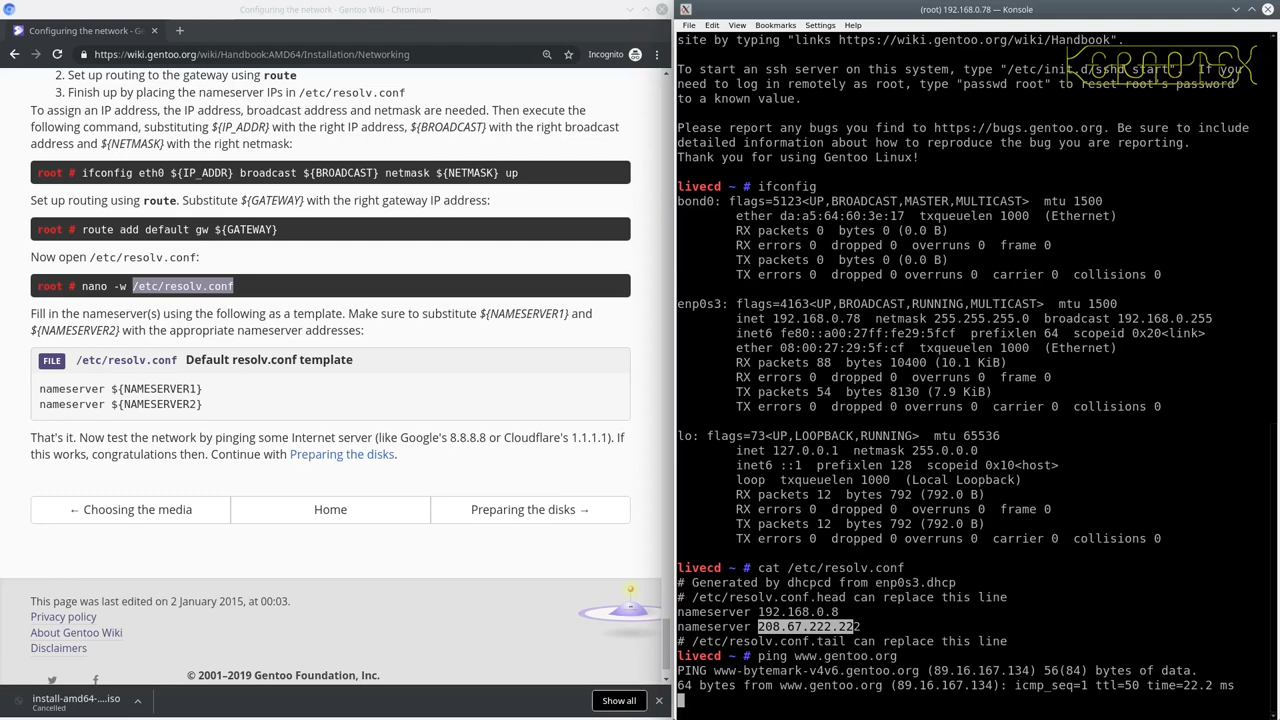 Configuring the network - Gentoo Wiki - Chromium
Configuring the network - Ge
https://wiki.gentoo.org/wiki/Handbook:AMD64/Installation/Networking
Incognito
2. Set up routing to the gateway using route
3. Finish up by placing the nameserver IPs in /etc/resolv.conf
To assign an IP address, the IP address, broadcast address and netmask are needed. Then execute the
following command, substituting ${IP_ADDR} with the right IP address, ${BROADCAST} with the right broadcast
address and ${NETMASK} with the right netmask:
root # ifconfig eth0 ${IP_ADDR} broadcast ${BROADCAST} netmask ${NETMASK} up
Set up routing using route. Substitute ${GATEWAY} with the right gateway IP address:
root # route add default gw ${GATEWAY}
Now open /etc/resolv.conf:
root # nano -w /etc/resolv.conf
Fill in the nameserver(s) using the following as a template. Make sure to substitute ${NAMESERVER1} and
${NAMESERVER2} with the appropriate nameserver addresses:
FILE /etc/resolv.conf Default resolv.conf template
nameserver ${NAMESERVER1}
nameserver ${NAMESERVER2}
That's it. Now test the network by pinging some Internet server (like Google's 8.8.8.8 or Cloudflare's 1.1.1.1). If
this works, congratulations then. Continue with Preparing the disks.
← Choosing the media
Home
Preparing the disks →
This page was last edited on 2 January 2015, at 00:03.
Privacy policy
About Gentoo Wiki
Disclaimers
© 2001–2019 Gentoo Foundation, Inc.
install-amd64-....iso
Cancelled
Show all
(root) 192.168.0.78 — Konsole
File Edit View Bookmarks Settings Help
site by typing "links https://wiki.gentoo.org/wiki/Handbook".
KEROTEX
To start an ssh server on this system, type "/etc/init.d/sshd start". If you
need to log in remotely as root, type "passwd root" to reset root's password
to a known value.
Please report any bugs you find to https://bugs.gentoo.org. Be sure to include
detailed information about how to reproduce the bug you are reporting.
Thank you for using Gentoo Linux!
livecd ~ # ifconfig
bond0: flags=5123<UP,BROADCAST,MASTER,MULTICAST> mtu 1500
ether da:a5:64:60:3e:17 txqueuelen 1000 (Ethernet)
RX packets 0 bytes 0 (0.0 B)
RX errors 0 dropped 0 overruns 0 frame 0
TX packets 0 bytes 0 (0.0 B)
TX errors 0 dropped 0 overruns 0 carrier 0 collisions 0
enp0s3: flags=4163<UP,BROADCAST,RUNNING,MULTICAST> mtu 1500
inet 192.168.0.78 netmask 255.255.255.0 broadcast 192.168.0.255
inet6 fe80::a00:27ff:fe29:5fcf prefixlen 64 scopeid 0x20<link>
ether 08:00:27:29:5f:cf txqueuelen 1000 (Ethernet)
RX packets 88 bytes 10400 (10.1 KiB)
RX errors 0 dropped 0 overruns 0 frame 0
TX packets 54 bytes 8130 (7.9 KiB)
TX errors 0 dropped 0 overruns 0 carrier 0 collisions 0
lo: flags=73<UP,LOOPBACK,RUNNING> mtu 65536
inet 127.0.0.1 netmask 255.0.0.0
inet6 ::1 prefixlen 128 scopeid 0x10<host>
loop txqueuelen 1000 (Local Loopback)
RX packets 12 bytes 792 (792.0 B)
RX errors 0 dropped 0 overruns 0 frame 0
TX packets 12 bytes 792 (792.0 B)
TX errors 0 dropped 0 overruns 0 carrier 0 collisions 0
livecd ~ # cat /etc/resolv.conf
# Generated by dhcpcd from enp0s3.dhcp
# /etc/resolv.conf.head can replace this line
nameserver 192.168.0.8
nameserver 208.67.222.222
# /etc/resolv.conf.tail can replace this line
livecd ~ # ping www.gentoo.org
PING www-bytemark-v4v6.gentoo.org (89.16.167.134) 56(84) bytes of data.
64 bytes from www.gentoo.org (89.16.167.134): icmp_seq=1 ttl=50 time=22.2 ms